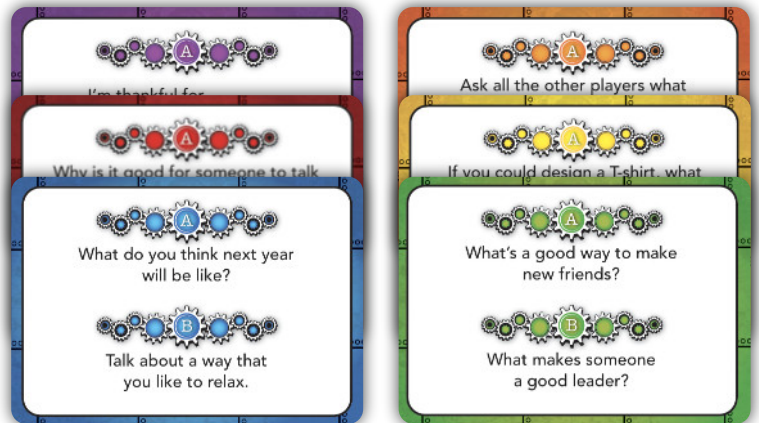 A
I'm thankful for
A
Why is it good for someone to talk
A
What do you think next year
will be like?
B
Talk about a way that
you like to relax.
A
Ask all the other players what
A
If you could design a T-shirt, what
A
What's a good way to make
new friends?
B
What makes someone
a good leader?